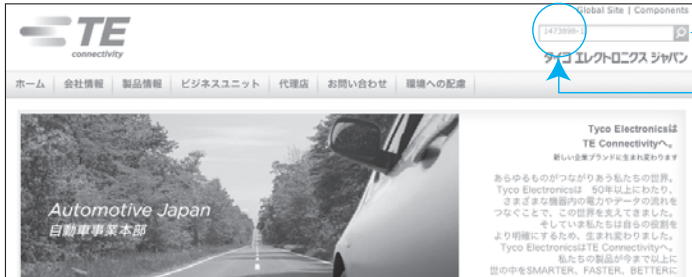 Global Site | Components
TE
connectivity
1473898-1
タイコ エレクトロニクス ジャパン
ホーム 会社情報 製品情報 ビジネスユニット 代理店 お問い合わせ 環境への配慮
Automotive Japan
自動車事業本部
Tyco Electronicsは
TE Connectivityへ。
新しい企業ブランドに生まれ変わります
あらゆるものがつながりあう私たちの世界。
Tyco Electronicsは 50年以上にわたり、
さまざまな機器内の電力やデータの流れを
つなぐことで、この世界を支えてきました。
そしていま私たちは自らの役割を
より明確にするため、生まれ変わりました。
Tyco ElectronicsはTE Connectivityへ。
私たちの製品が今まで以上に
世の中をSMARTER、FASTER、BETTERに